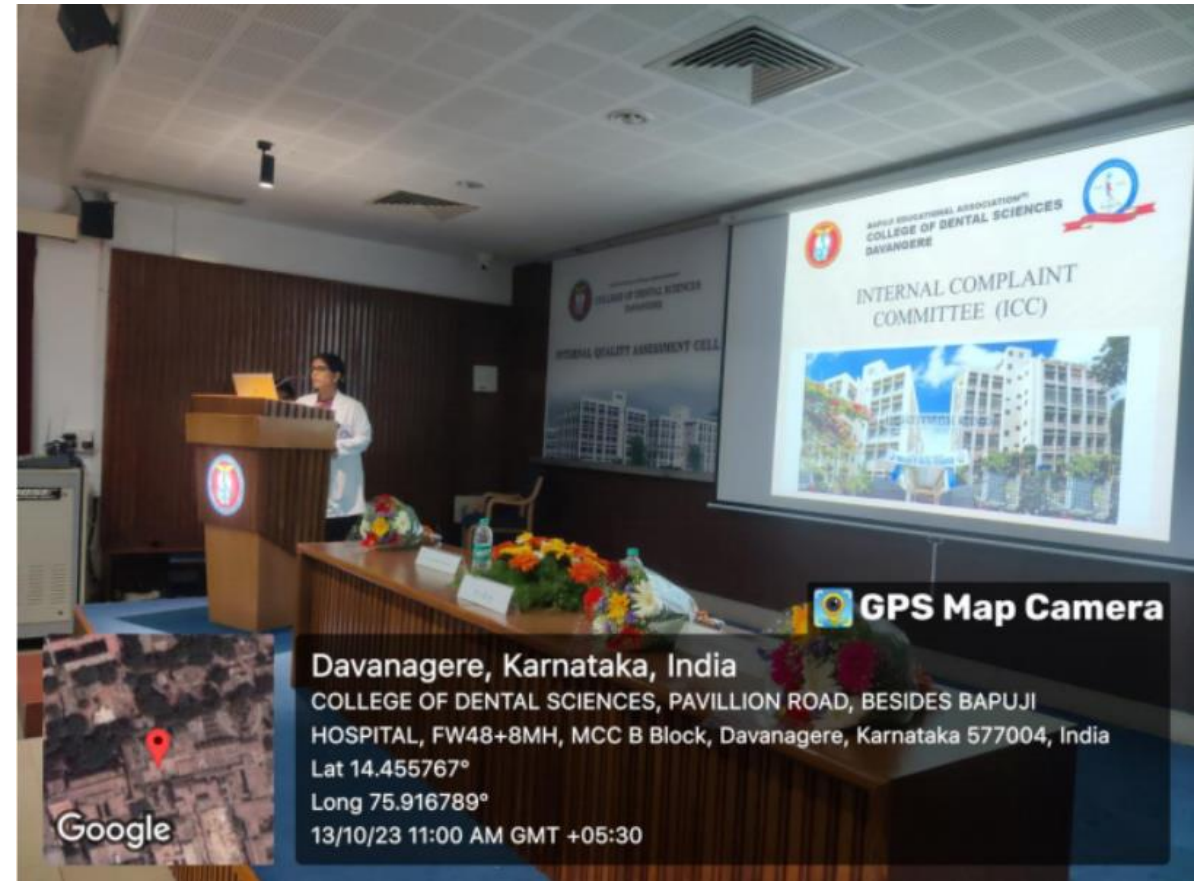 BAPUJI EDUCATIONAL ASSOCIATION
COLLEGE OF DENTAL SCIENCES
DAVANGERE
INTERNAL COMPLAINT
COMMITTEE (ICC)
COLLEGE OF DENTAL SCIENCES
DAVANGERE
INTERNAL QUALITY ASSESSMENT CELL
GPS Map Camera
Davanagere, Karnataka, India
COLLEGE OF DENTAL SCIENCES, PAVILLION ROAD, BESIDES BAPUJI
HOSPITAL, FW48+8MH, MCC B Block, Davanagere, Karnataka 577004, India
Lat 14.455767°
Long 75.916789°
13/10/23 11:00 AM GMT +05:30
Google